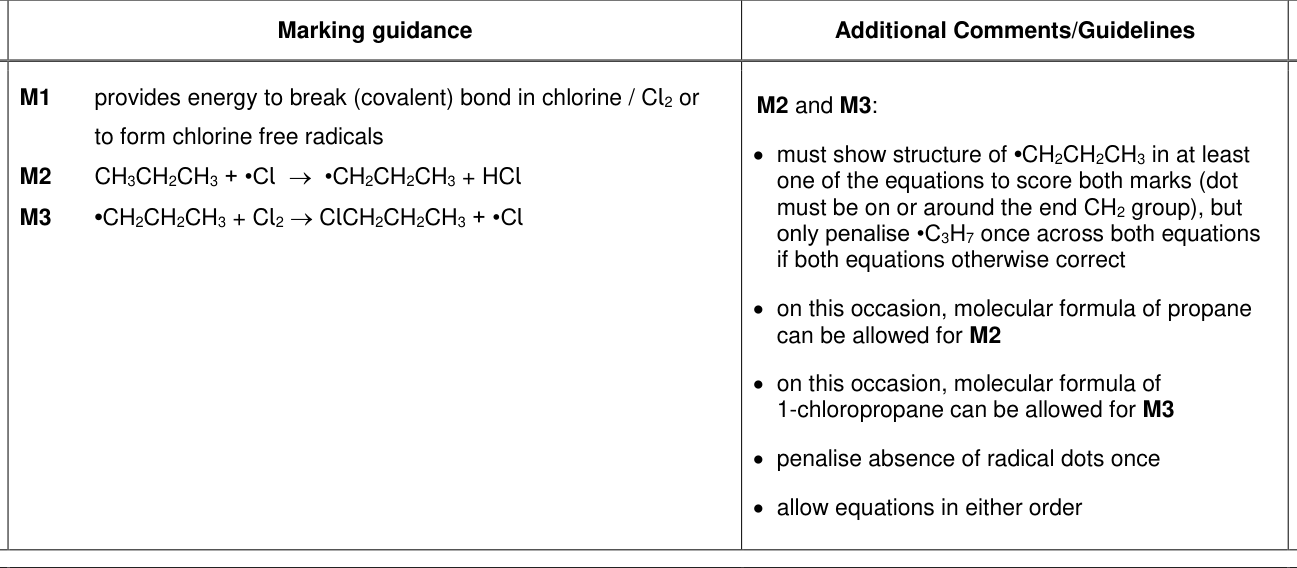 Marking guidance
Additional Comments/Guidelines
M1 provides energy to break (covalent) bond in chlorine / Cl₂ or
to form chlorine free radicals
M2 CH₃CH₂CH₃ + •Cl → •CH₂CH₂CH₃ + HCl
M3 •CH₂CH₂CH₃ + Cl₂ → ClCH₂CH₂CH₃ + •Cl
M2 and M3:
• must show structure of •CH₂CH₂CH₃ in at least
one of the equations to score both marks (dot
must be on or around the end CH₂ group), but
only penalise •C₃H₇ once across both equations
if both equations otherwise correct
• on this occasion, molecular formula of propane
can be allowed for M2
• on this occasion, molecular formula of
1-chloropropane can be allowed for M3
• penalise absence of radical dots once
• allow equations in either order